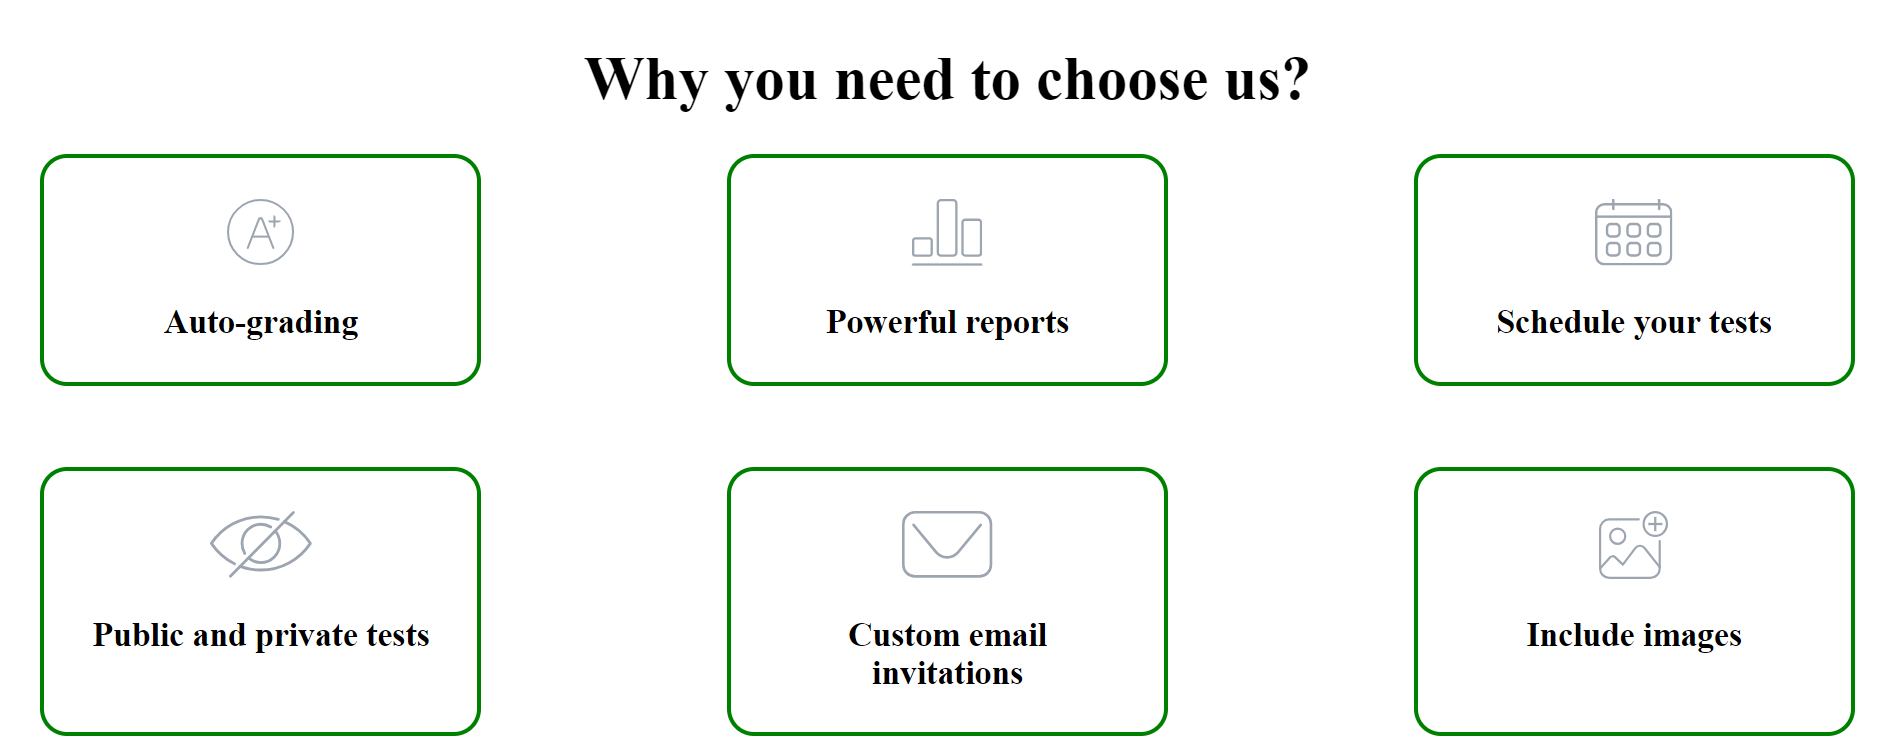 Why you need to choose us?
A+
Auto-grading
Powerful reports
Schedule your tests
Public and private tests
Custom email
invitations
Include images